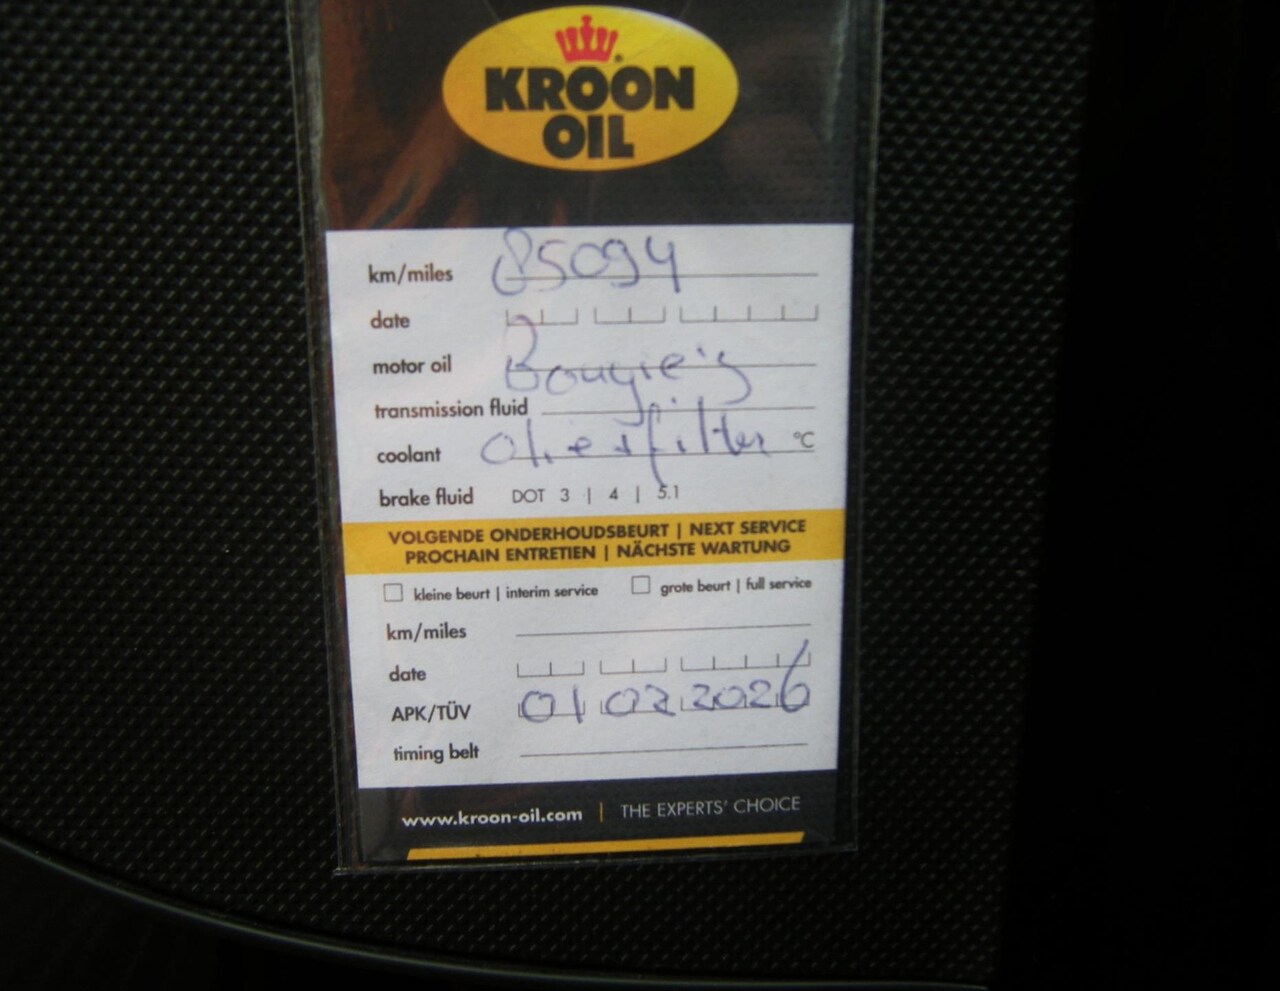 KROON
OIL
km/miles 85094
date
motor oil Bougie's
transmission fluid
coolant olie + filter °C
brake fluid DOT 3 | 4 | 5.1
VOLGENDE ONDERHOUDSBEURT | NEXT SERVICE
PROCHAIN ENTRETIEN | NÄCHSTE WARTUNG
kleine beurt | interim service grote beurt | full service
km/miles
date
APK/TÜV 01 02 2026
timing belt
www.kroon-oil.com | THE EXPERTS' CHOICE